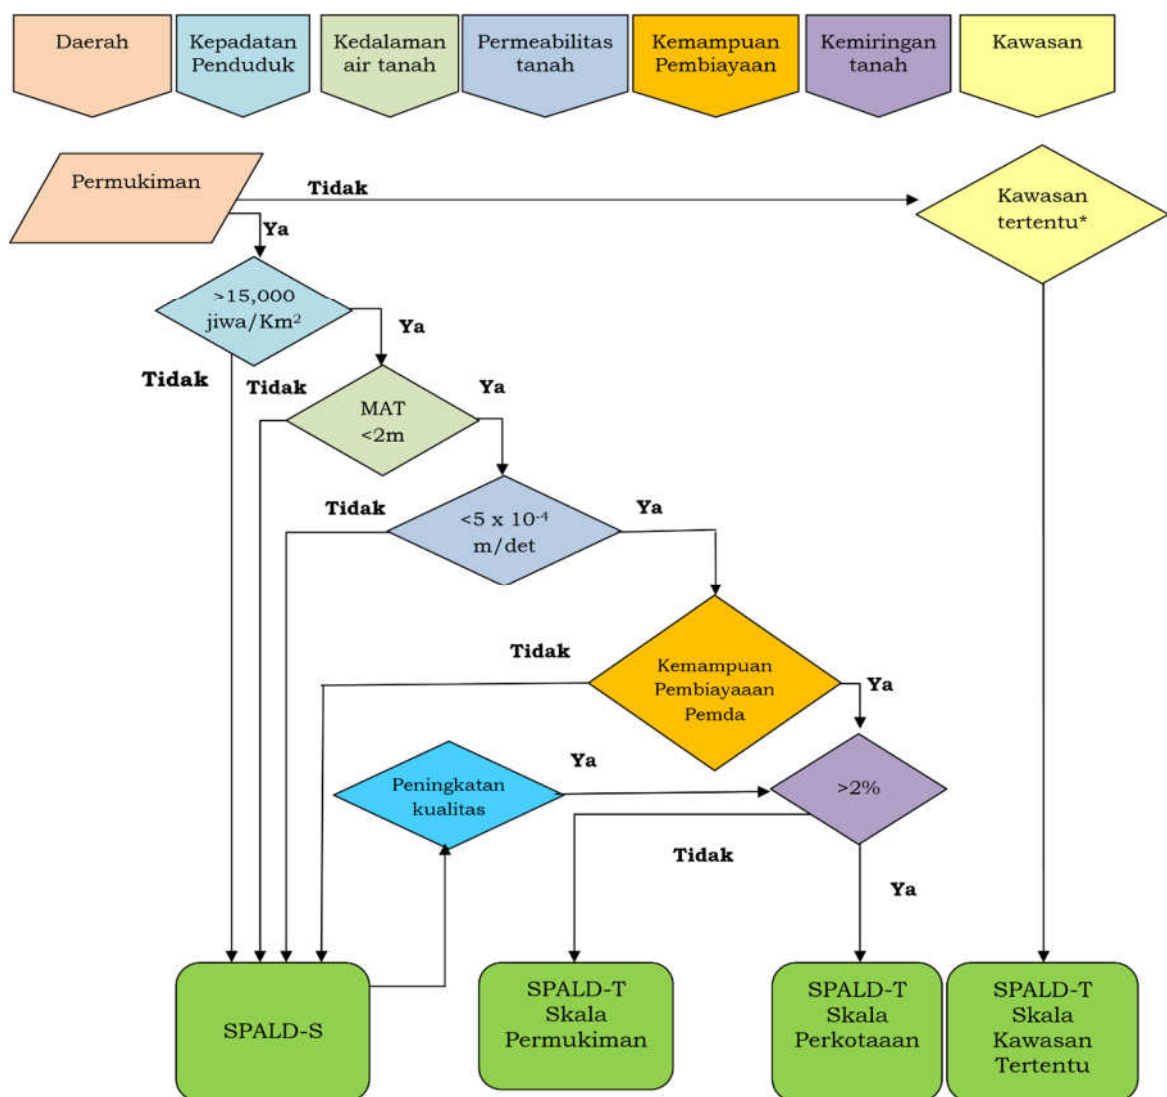 Daerah
Kepadatan
Penduduk
Kedalaman
air tanah
Permeabilitas
tanah
Kemampuan
Pembiayaan
Kemiringan
tanah
Kawasan
Permukiman
Tidak
Kawasan
tertentu*
Ya
>15,000
jiwa/Km²
Ya
Tidak
Tidak
Ya
MAT
<2m
Tidak
Ya
<5 x 10⁻⁴
m/det
Tidak
Kemampuan
Pembiayaaan
Pemda
Ya
Peningkatan
kualitas
Ya
>2%
Tidak
Ya
SPALD-S
SPALD-T
Skala
Permukiman
SPALD-T
Skala
Perkotaaan
SPALD-T
Skala
Kawasan
Tertentu